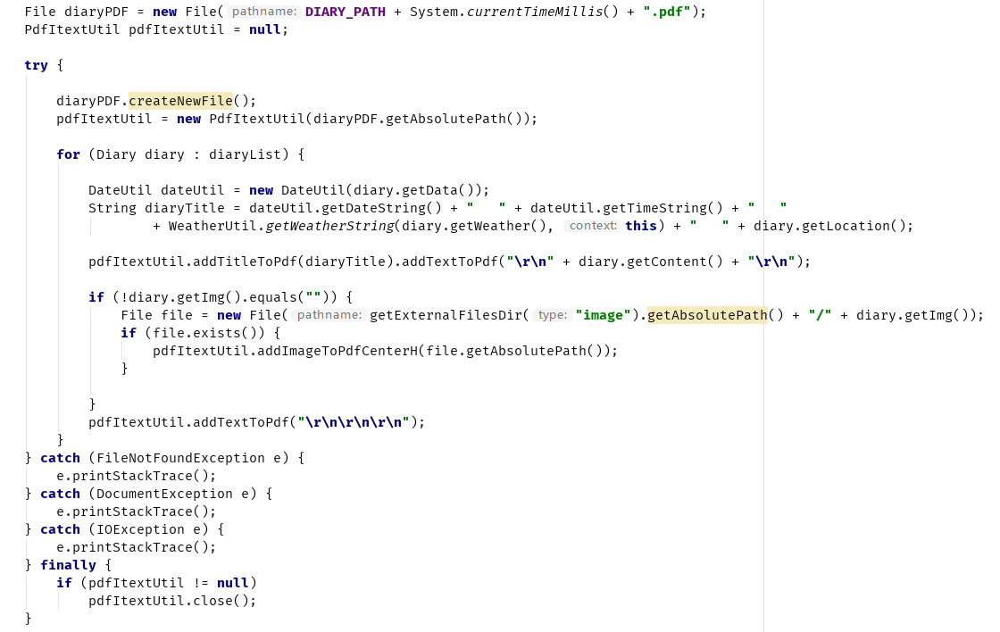 File diaryPDF = new File( pathname: DIARY_PATH + System.currentTimeMillis() + ".pdf");
PdfItextUtil pdfItextUtil = null;
try {
diaryPDF.createNewFile();
pdfItextUtil = new PdfItextUtil(diaryPDF.getAbsolutePath());
for (Diary diary : diaryList) {
DateUtil dateUtil = new DateUtil(diary.getData());
String diaryTitle = dateUtil.getDateString() + "   " + dateUtil.getTimeString() + "   "
+ WeatherUtil.getWeatherString(diary.getWeather(), context: this) + "   " + diary.getLocation();
pdfItextUtil.addTitleToPdf(diaryTitle).addTextToPdf("\r\n" + diary.getContent() + "\r\n");
if (!diary.getImg().equals("")) {
File file = new File( pathname: getExternalFilesDir( type: "image").getAbsolutePath() + "/" + diary.getImg());
if (file.exists()) {
pdfItextUtil.addImageToPdfCenterH(file.getAbsolutePath());
}
}
pdfItextUtil.addTextToPdf("\r\n\r\n\r\n");
}
} catch (FileNotFoundException e) {
e.printStackTrace();
} catch (DocumentException e) {
e.printStackTrace();
} catch (IOException e) {
e.printStackTrace();
} finally {
if (pdfItextUtil != null)
pdfItextUtil.close();
}